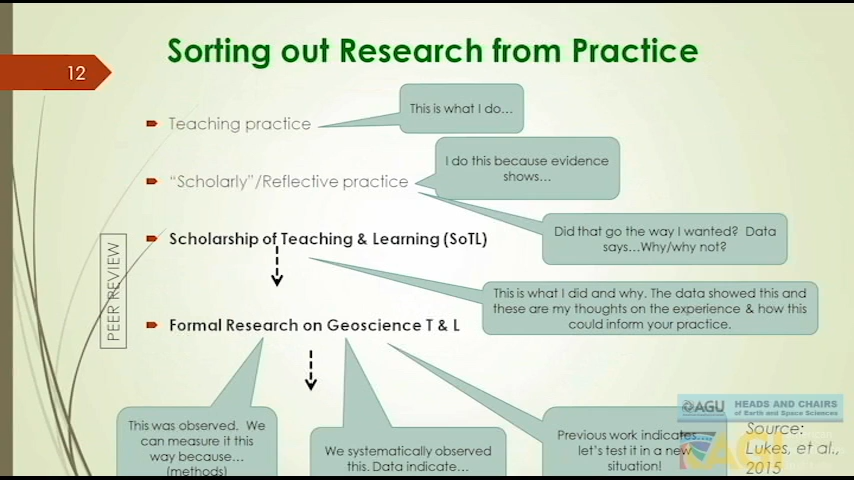 Sorting out Research from Practice
12
Teaching practice
This is what I do...
"Scholarly"/Reflective practice
I do this because evidence
shows...
Did that go the way I wanted? Data
says...Why/why not?
Scholarship of Teaching & Learning (SoTL)
PEER REVIEW
This is what I did and why. The data showed this and
these are my thoughts on the experience & how this
could inform your practice.
Formal Research on Geoscience T & L
This was observed. We
can measure it this
way because...
(methods)
We systematically observed
this. Data indicate...
Previous work indicates...
let's test it in a new
situation!
AGU HEADS AND CHAIRS
of Earth and Space Sciences
AGI
Source:
Lukes, et al.,
2015